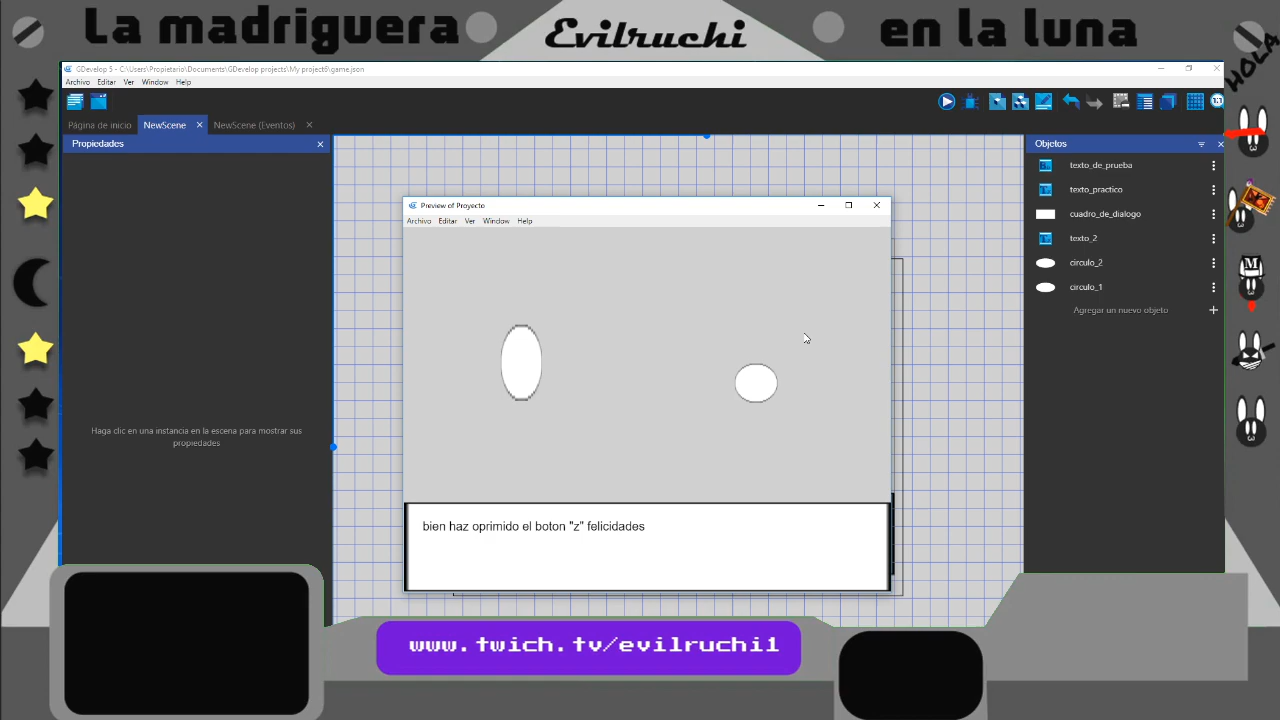 La madriguera Evilruchi en la luna
HOLA
GDevelop 5 - C:\Users\Propietario\Documents\GDevelop projects\My project6\game.json
Archivo Editar Ver Window Help
1:1
Página de inicio NewScene NewScene (Eventos)
Propiedades
Objetos
texto_de_prueba
texto_practico
cuadro_de_dialogo
texto_2
circulo_2
circulo_1
Agregar un nuevo objeto
Haga clic en una instancia en la escena para mostrar sus
propiedades
Preview of Proyecto
Archivo Editar Ver Window Help
bien haz oprimido el boton "z" felicidades
M
www.twich.tv/evilruchi1